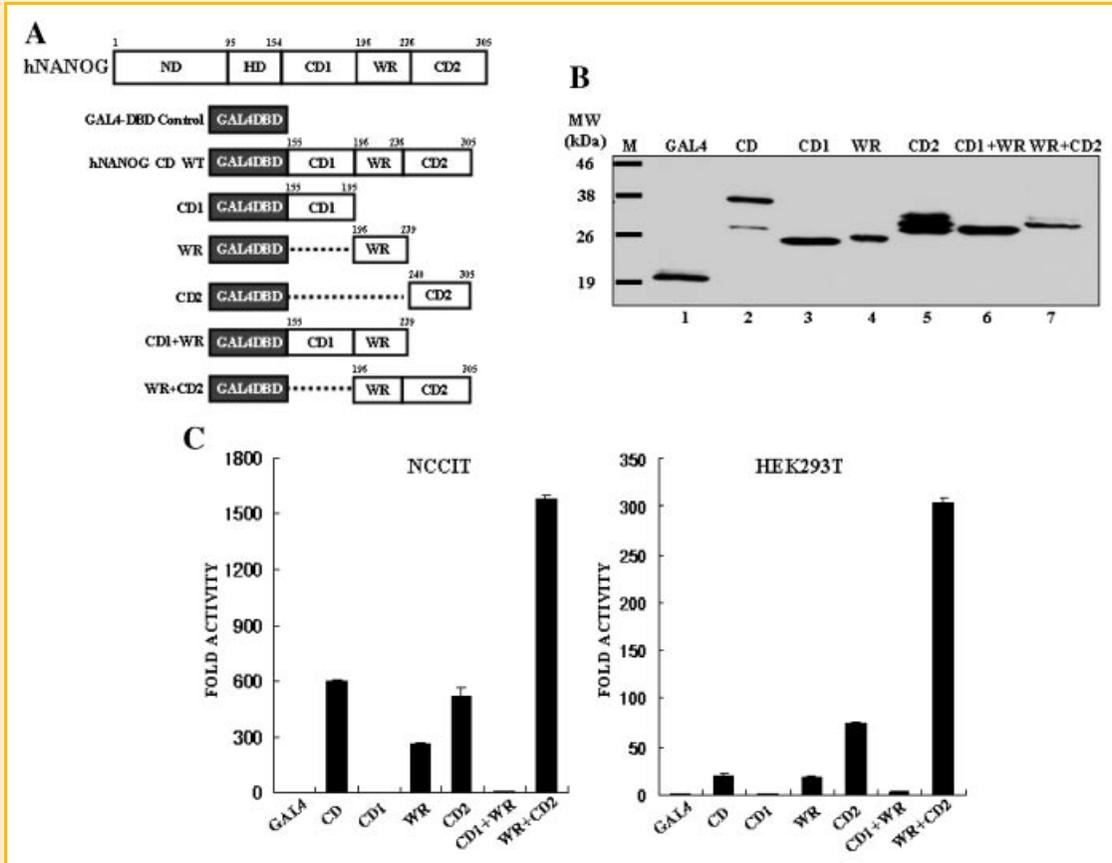 A
1 95 154 196 236 305
hNANOG ND HD CD1 WR CD2
GAL4-DBD Control GAL4DBD
155 196 236 305
hNANOG CD WT GAL4DBD CD1 WR CD2
155 195
CD1 GAL4DBD CD1
196 239
WR GAL4DBD WR
240 305
CD2 GAL4DBD CD2
155 239
CD1+WR GAL4DBD CD1 WR
196 305
WR+CD2 GAL4DBD WR CD2
B
MW
(kDa) M GAL4 CD CD1 WR CD2 CD1+WR WR+CD2
46
38
26
19
1 2 3 4 5 6 7
C
NCCIT
FOLD ACTIVITY
1800
1500
1200
900
600
300
0
GAL4 CD CD1 WR CD2 CD1+WR WR+CD2
HEK293T
FOLD ACTIVITY
350
300
250
200
150
100
50
0
GAL4 CD CD1 WR CD2 CD1+WR WR+CD2